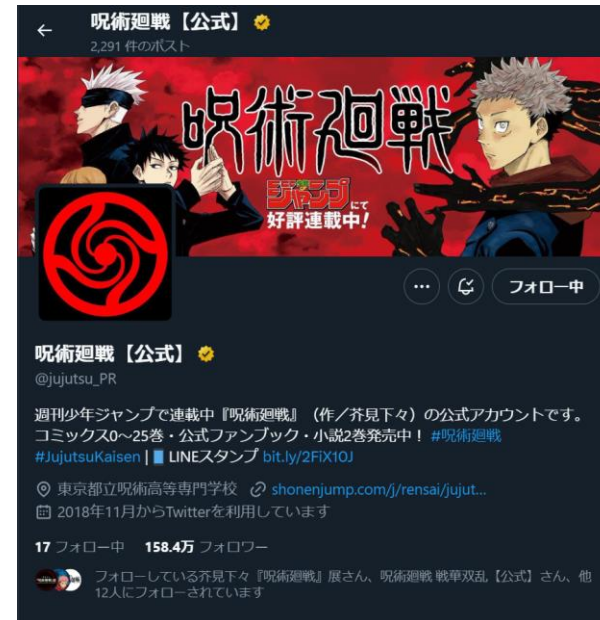 呪術廻戦【公式】
2,291 件のポスト
呪術廻戦
少年ジャンプにて
好評連載中!
フォロー中
呪術廻戦【公式】
@jujutsu_PR
週刊少年ジャンプで連載中『呪術廻戦』（作／芥見下々）の公式アカウントです。
コミックス0～25巻・公式ファンブック・小説2巻発売中！ #呪術廻戦
#JujutsuKaisen | LINEスタンプ bit.ly/2FiX10J
東京都立呪術高等専門学校 shonenjump.com/j/rensai/jujut...
2018年11月からTwitterを利用しています
17 フォロー中 158.4万 フォロワー
フォローしている芥見下々『呪術廻戦』展さん、呪術廻戦 戦華双乱【公式】さん、他
12人にフォローされています